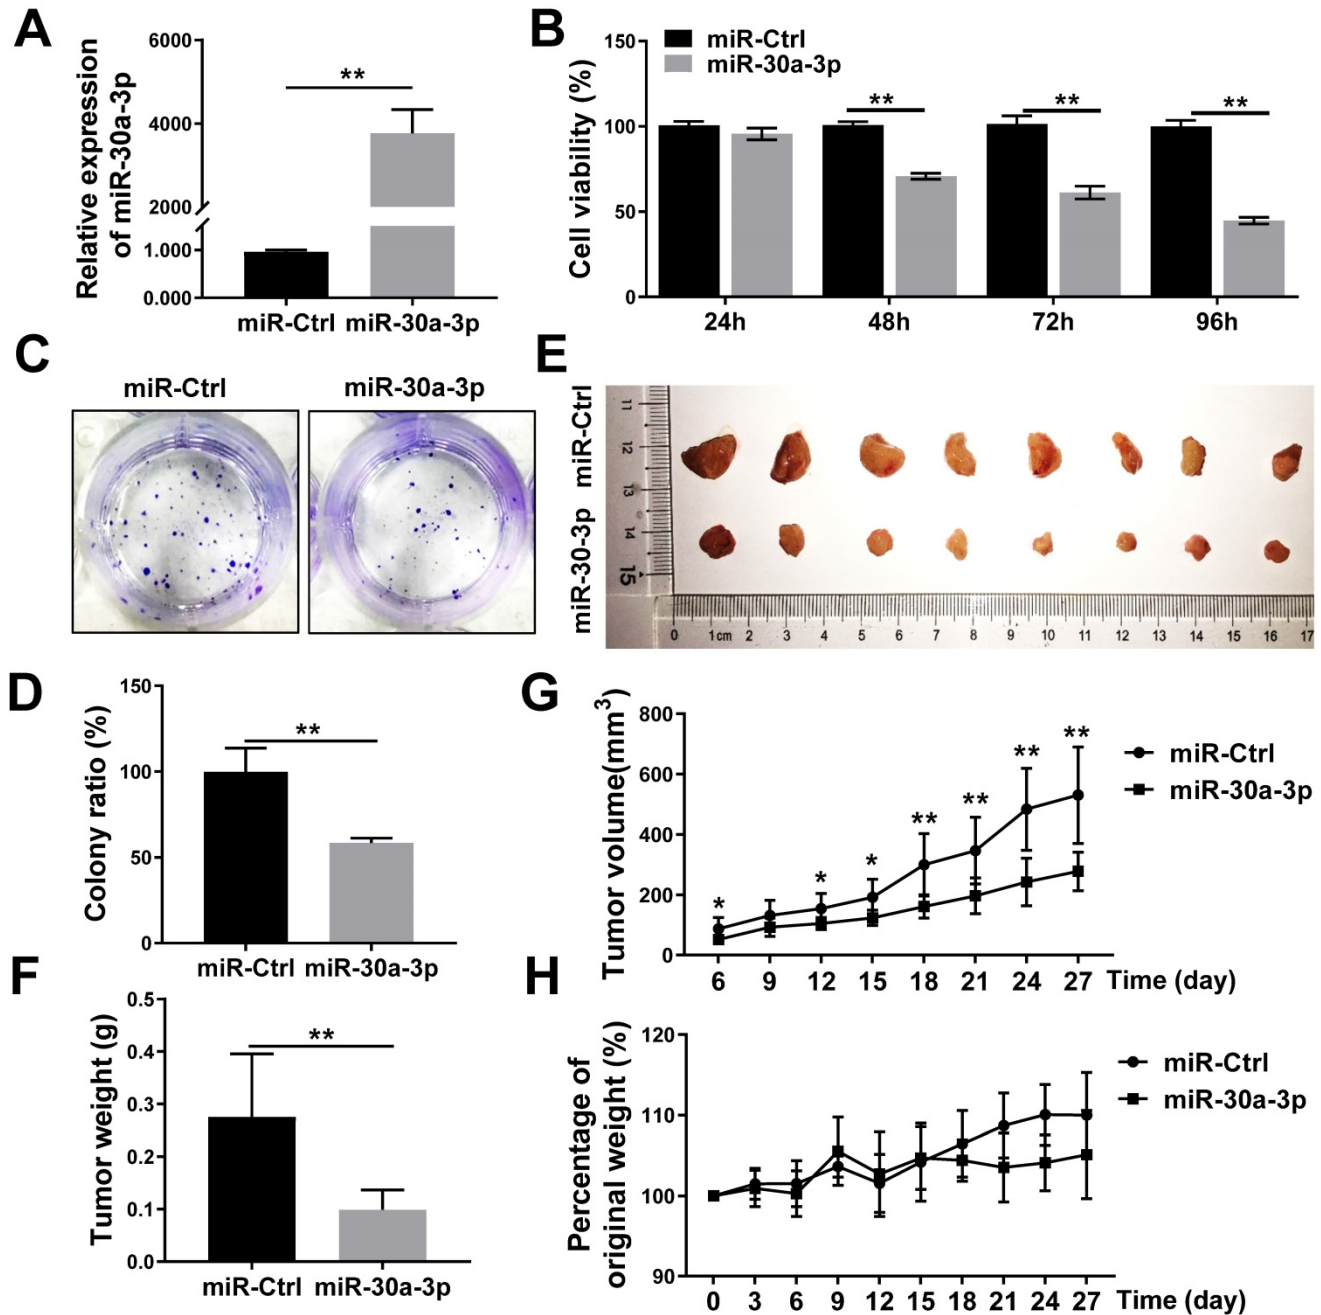 A
Relative expression
of miR-30a-3p
6000
4000
2000
1.000
0.000
**
miR-Ctrl miR-30a-3p
B
miR-Ctrl
miR-30a-3p
Cell viability (%)
150
100
50
0
** ** **
24h 48h 72h 96h
C
miR-Ctrl miR-30a-3p
E
miR-30-3p miR-Ctrl
11
12
13
14
15
0 1cm 2 3 4 5 6 7 8 9 10 11 12 13 14 15 16 17
D
Colony ratio (%)
150
100
50
0
**
miR-Ctrl miR-30a-3p
G
Tumor volume(mm³)
800
600
400
200
0
* * * ** ** ** **
miR-Ctrl
miR-30a-3p
6 9 12 15 18 21 24 27 Time (day)
F
Tumor weight (g)
0.5
0.4
0.3
0.2
0.1
0.0
**
miR-Ctrl miR-30a-3p
H
Percentage of
original weight (%)
120
110
100
90
miR-Ctrl
miR-30a-3p
0 3 6 9 12 15 18 21 24 27 Time (day)